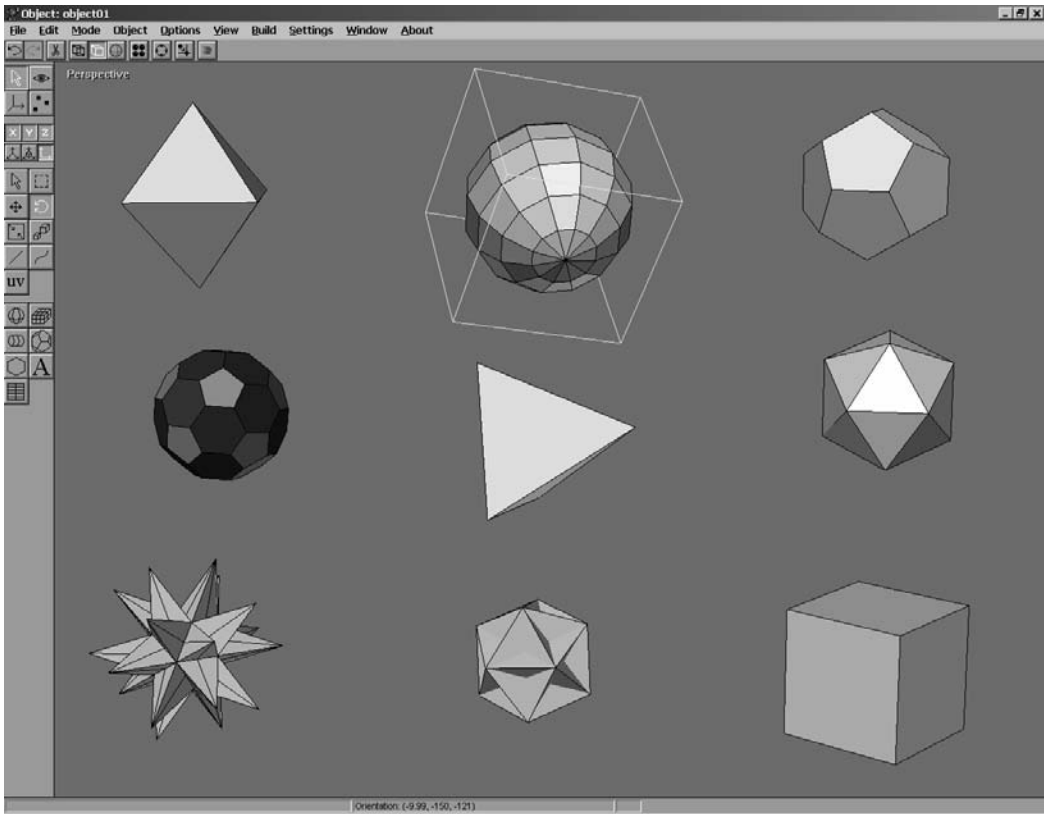 Object: object01
File Edit Mode Object Options View Build Settings Window About
Perspective
X Y Z
uv
A
Orientation: (-9.99, -150, -121)